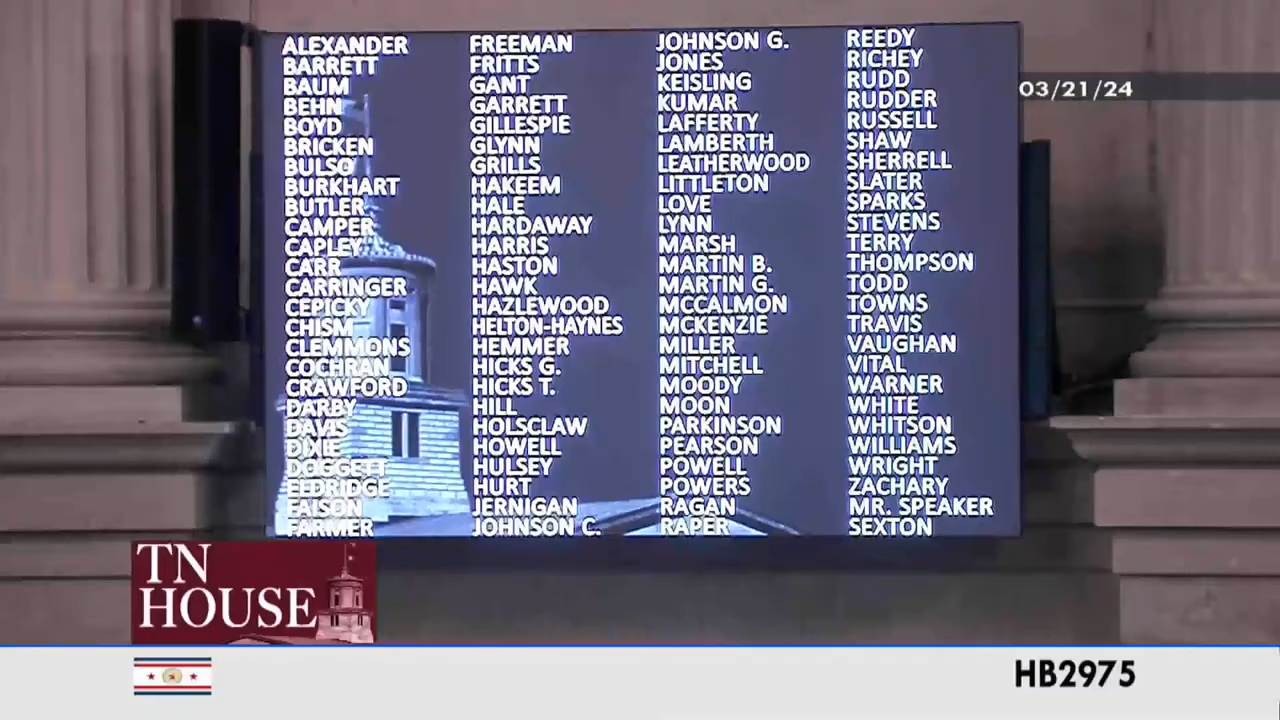 ALEXANDER
BARRETT
BAUM
BEHN
BOYD
BRICKEN
BULSO
BURKHART
BUTLER
CAMPER
CAPLEY
CARR
CARRINGER
CEPICKY
CHISM
CLEMMONS
COCHRAN
CRAWFORD
DARBY
DAVIS
DIXIE
DOGGETT
ELDRIDGE
FAISON
FARMER
FREEMAN
FRITTS
GANT
GARRETT
GILLESPIE
GLYNN
GRILLS
HAKEEM
HALE
HARDAWAY
HARRIS
HASTON
HAWK
HAZLEWOOD
HELTON-HAYNES
HEMMER
HICKS G.
HICKS T.
HILL
HOLSCLAW
HOWELL
HULSEY
HURT
JERNIGAN
JOHNSON C.
JOHNSON G.
JONES
KEISLING
KUMAR
LAFFERTY
LAMBERTH
LEATHERWOOD
LITTLETON
LOVE
LYNN
MARSH
MARTIN B.
MARTIN G.
MCCALMON
MCKENZIE
MILLER
MITCHELL
MOODY
MOON
PARKINSON
PEARSON
POWELL
POWERS
RAGAN
RAPER
REEDY
RICHEY
RUDD
RUDDER
RUSSELL
SHAW
SHERRELL
SLATER
SPARKS
STEVENS
TERRY
THOMPSON
TODD
TOWNS
TRAVIS
VAUGHAN
VITAL
WARNER
WHITE
WHITSON
WILLIAMS
WRIGHT
ZACHARY
MR. SPEAKER
SEXTON
03/21/24
TN
HOUSE
HB2975